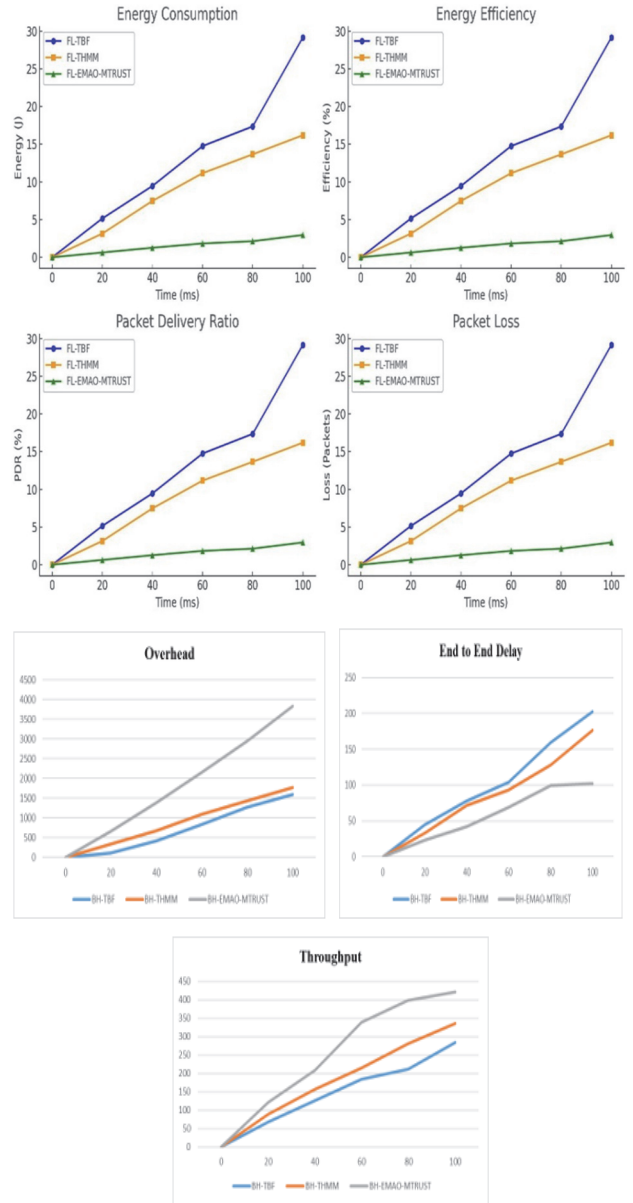 Energy Consumption
Energy (J)
30
25
20
15
10
5
0
FL-TBF
FL-THMM
FL-EMAO-MTRUST
0 20 40 60 80 100
Time (ms)
Energy Efficiency
Efficiency (%)
30
25
20
15
10
5
0
FL-TBF
FL-THMM
FL-EMAO-MTRUST
0 20 40 60 80 100
Time (ms)
Packet Delivery Ratio
PDR (%)
30
25
20
15
10
5
0
FL-TBF
FL-THMM
FL-EMAO-MTRUST
0 20 40 60 80 100
Time (ms)
Packet Loss
Loss (Packets)
30
25
20
15
10
5
0
FL-TBF
FL-THMM
FL-EMAO-MTRUST
0 20 40 60 80 100
Time (ms)
Overhead
4500
4000
3500
3000
2500
2000
1500
1000
500
0
0 20 40 60 80 100
BH-TBF BH-THMM BH-EMAO-MTRUST
End to End Delay
250
200
150
100
50
0
0 20 40 60 80 100
BH-TBF BH-THMM BH-EMAO-MTRUST
Throughput
450
400
350
300
250
200
150
100
50
0
0 20 40 60 80 100
BH-TBF BH-THMM BH-EMAO-MTRUST